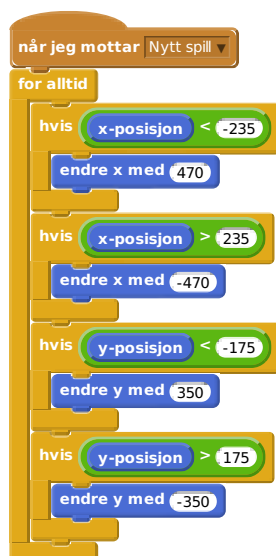 når jeg mottar Nytt spill
for alltid
hvis x-posisjon < -235
endre x med 470
hvis x-posisjon > 235
endre x med -470
hvis y-posisjon < -175
endre y med 350
hvis y-posisjon > 175
endre y med -350